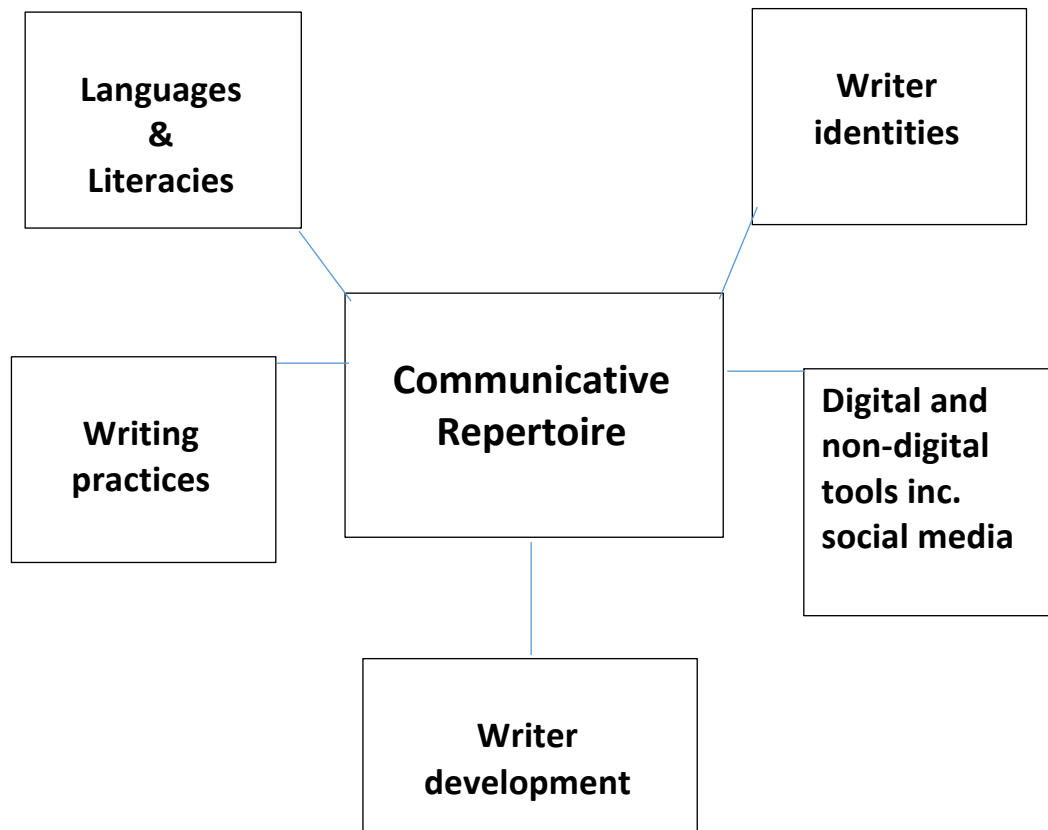 Languages
&
Literacies
Writer
identities
Communicative
Repertoire
Writing
practices
Digital and
non-digital
tools inc.
social media
Writer
development